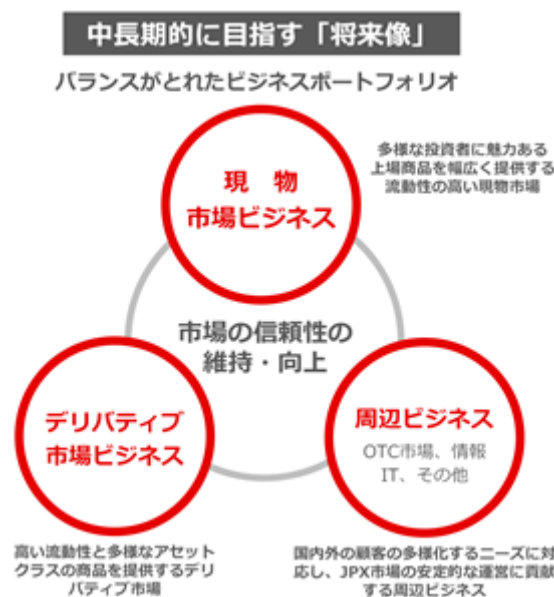 中長期的に目指す「将来像」
バランスがとれたビジネスポートフォリオ
現 物
市場ビジネス
多様な投資者に魅力ある
上場商品を幅広く提供する
流動性の高い現物市場
市場の信頼性の
維持・向上
デリバティブ
市場ビジネス
周辺ビジネス
OTC市場、情報
IT、その他
高い流動性と多様なアセット
クラスの商品を提供するデリ
バティブ市場
国内外の顧客の多様化するニーズに対
応し、JPX市場の安定的な運営に貢献
する周辺ビジネス